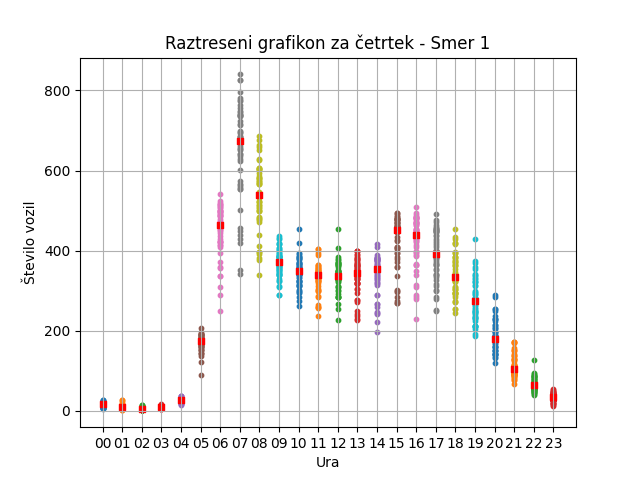 Raztreseni grafikon za četrtek - Smer 1
Število vozil
800
600
400
200
0
00 01 02 03 04 05 06 07 08 09 10 11 12 13 14 15 16 17 18 19 20 21 22 23
Ura